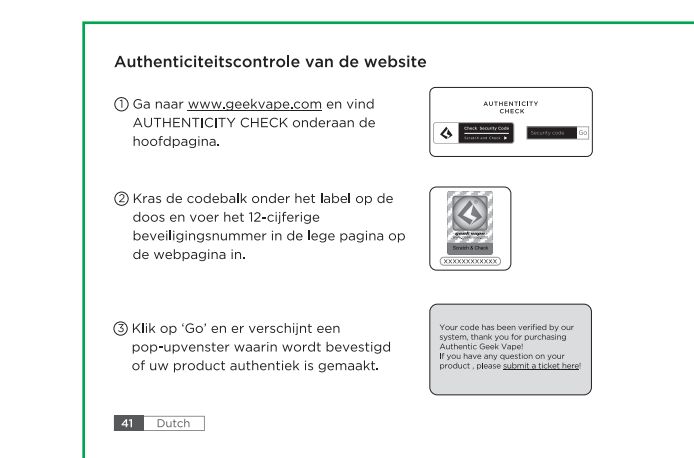 Authenticiteitscontrole van de website
① Ga naar www.geekvape.com en vind
AUTHENTICITY CHECK onderaan de
hoofdpagina.
AUTHENTICITY
CHECK
Check Security Code
Scratch and Check ▶
Security code
Go
② Kras de codebalk onder het label op de
doos en voer het 12-cijferige
beveiligingsnummer in de lege pagina op
de webpagina in.
geek vape
Scratch & Check
(XXXXXXXXXXXX)
③ Klik op ‘Go’ en er verschijnt een
pop-upvenster waarin wordt bevestigd
of uw product authentiek is gemaakt.
Your code has been verified by our
system, thank you for purchasing
Authentic Geek Vape!
If you have any question on your
product , please submit a ticket here!
41 Dutch